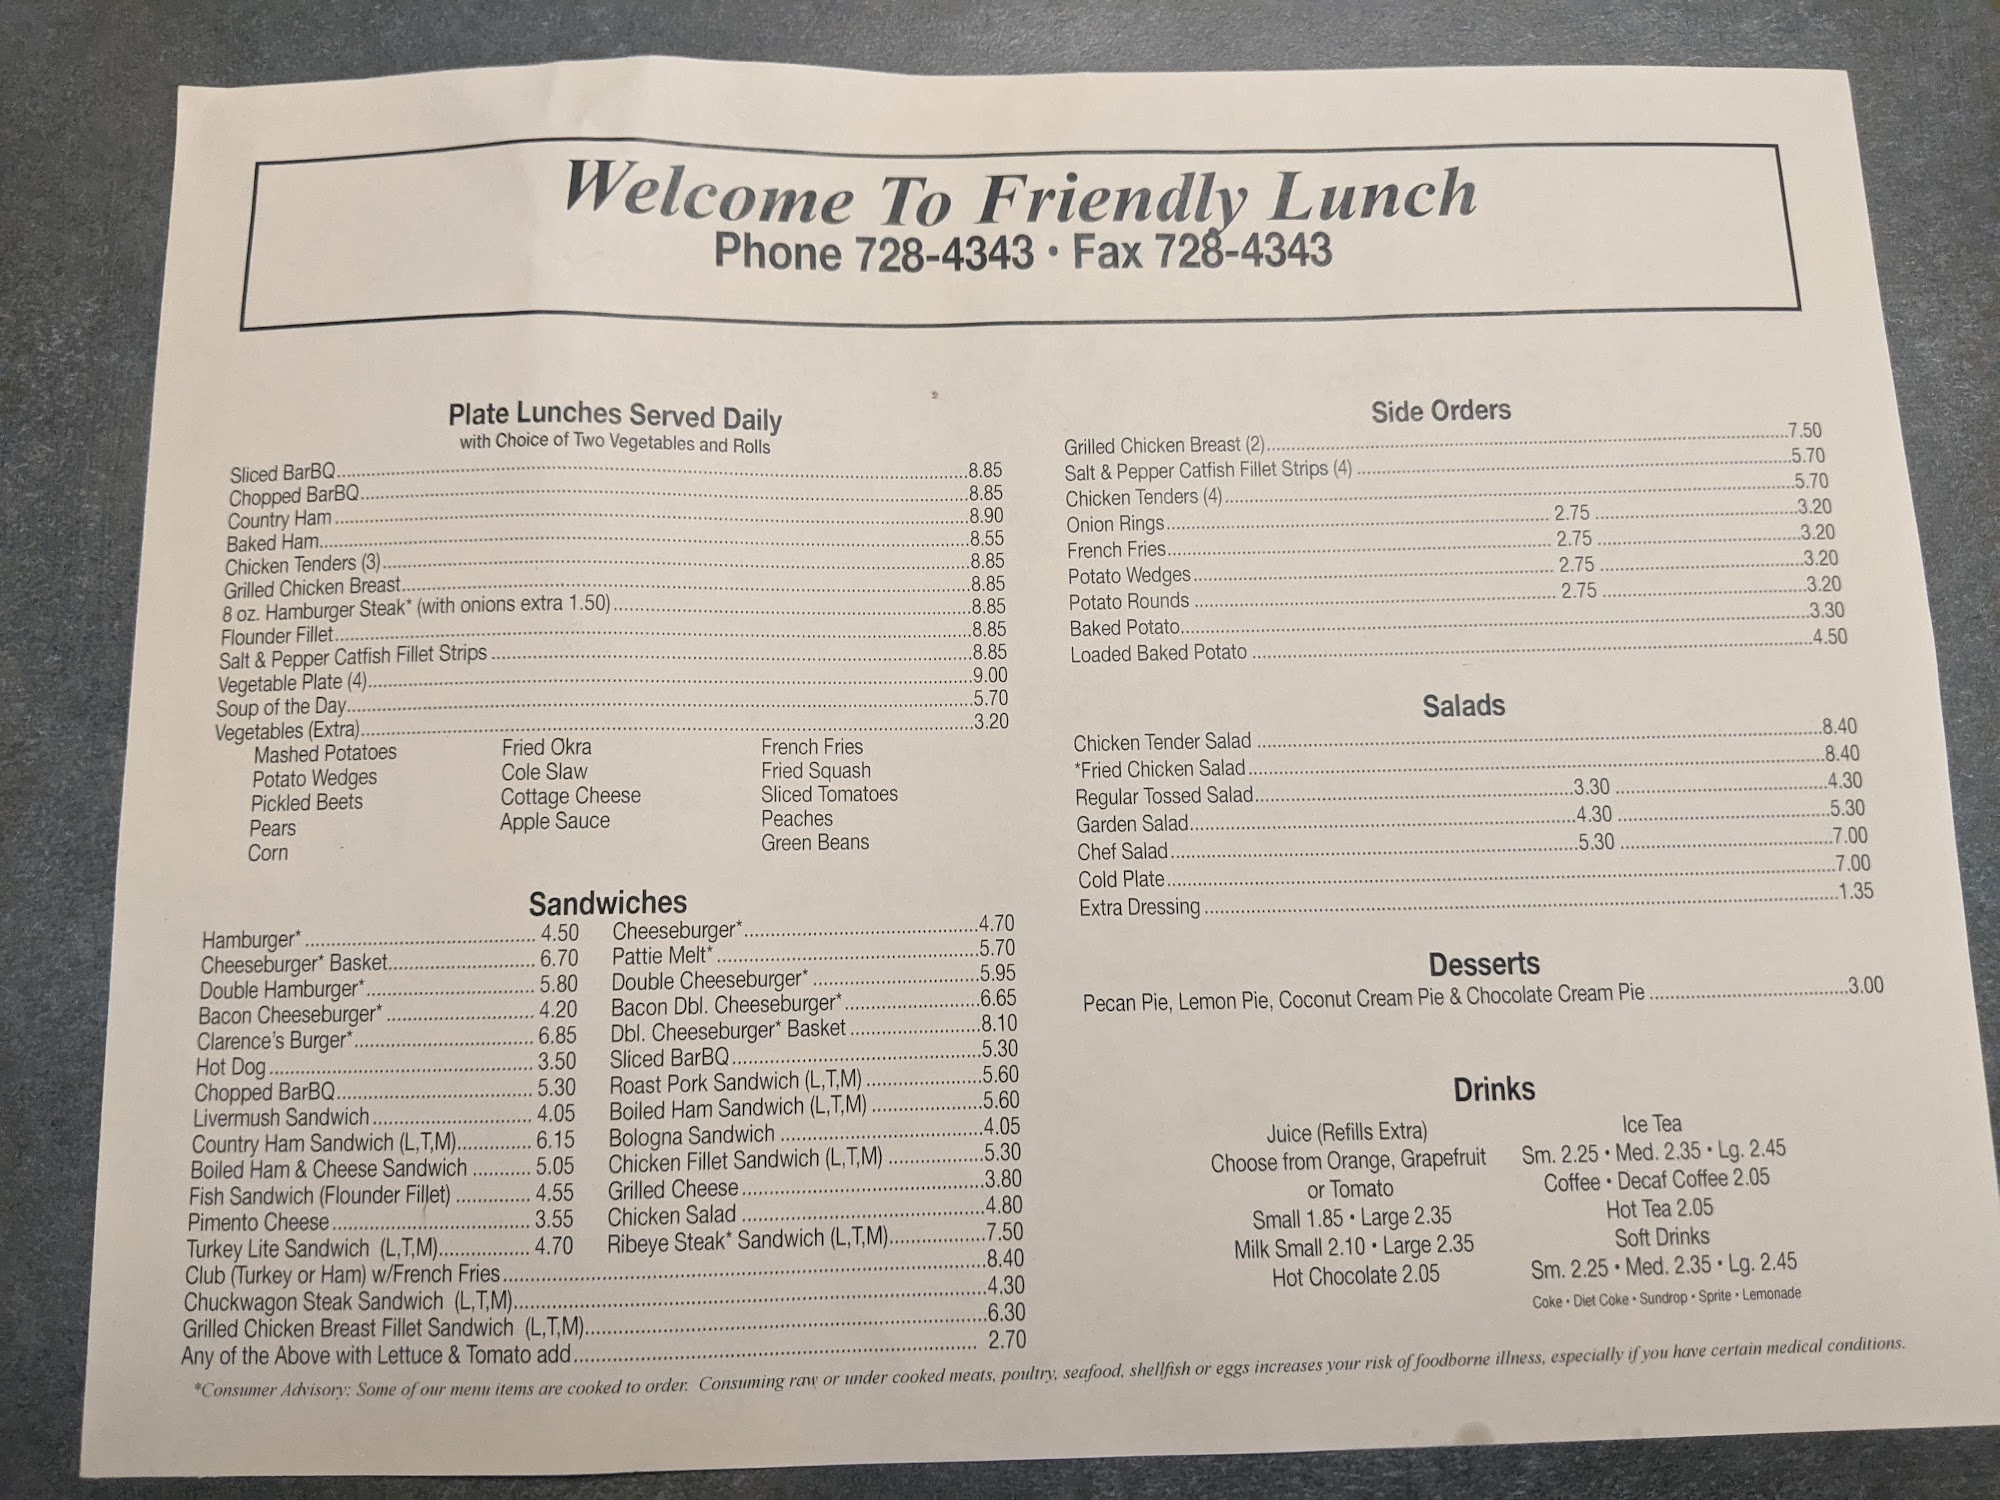 Welcome To Friendly Lunch
Phone 728-4343 • Fax 728-4343
Plate Lunches Served Daily
with Choice of Two Vegetables and Rolls
Sliced BarBQ 8.85
Chopped BarBQ 8.85
Country Ham 8.90
Baked Ham 8.55
Chicken Tenders (3) 8.85
Grilled Chicken Breast 8.85
8 oz. Hamburger Steak* (with onions extra 1.50) 8.85
Flounder Fillet 8.85
Salt & Pepper Catfish Fillet Strips 8.85
Vegetable Plate (4) 9.00
Soup of the Day 5.70
Vegetables (Extra) 3.20
Mashed Potatoes Fried Okra French Fries
Potato Wedges Cole Slaw Fried Squash
Pickled Beets Cottage Cheese Sliced Tomatoes
Pears Apple Sauce Peaches
Corn Green Beans
Sandwiches
Hamburger* 4.50 Cheeseburger* 4.70
Cheeseburger* Basket 6.70 Pattie Melt* 5.70
Double Hamburger* 5.80 Double Cheeseburger* 5.95
Bacon Cheeseburger* 4.20 Bacon Dbl. Cheeseburger* 6.65
Clarence's Burger* 6.85 Dbl. Cheeseburger* Basket 8.10
Hot Dog 3.50 Sliced BarBQ 5.30
Chopped BarBQ 5.30 Roast Pork Sandwich (L,T,M) 5.60
Livermush Sandwich 4.05 Boiled Ham Sandwich (L,T,M) 5.60
Country Ham Sandwich (L,T,M) 6.15 Bologna Sandwich 4.05
Boiled Ham & Cheese Sandwich 5.05 Chicken Fillet Sandwich (L,T,M) 5.30
Fish Sandwich (Flounder Fillet) 4.55 Grilled Cheese 3.80
Pimento Cheese 3.55 Chicken Salad 4.80
Turkey Lite Sandwich (L,T,M) 4.70 Ribeye Steak* Sandwich (L,T,M) 7.50
Club (Turkey or Ham) w/French Fries 8.40
Chuckwagon Steak Sandwich (L,T,M) 4.30
Grilled Chicken Breast Fillet Sandwich (L,T,M) 6.30
Any of the Above with Lettuce & Tomato add 2.70
Side Orders
Grilled Chicken Breast (2) 7.50
Salt & Pepper Catfish Fillet Strips (4) 5.70
Chicken Tenders (4) 5.70
Onion Rings 2.75 3.20
French Fries 2.75 3.20
Potato Wedges 2.75 3.20
Potato Rounds 2.75 3.20
Baked Potato 3.30
Loaded Baked Potato 4.50
Salads
Chicken Tender Salad 8.40
*Fried Chicken Salad 8.40
Regular Tossed Salad 3.30 4.30
Garden Salad 4.30 5.30
Chef Salad 5.30 7.00
Cold Plate 7.00
Extra Dressing 1.35
Desserts
Pecan Pie, Lemon Pie, Coconut Cream Pie & Chocolate Cream Pie 3.00
Drinks
Juice (Refills Extra)
Choose from Orange, Grapefruit
or Tomato
Small 1.85 • Large 2.35
Milk Small 2.10 • Large 2.35
Hot Chocolate 2.05
Ice Tea
Sm. 2.25 • Med. 2.35 • Lg. 2.45
Coffee • Decaf Coffee 2.05
Hot Tea 2.05
Soft Drinks
Sm. 2.25 • Med. 2.35 • Lg. 2.45
Coke • Diet Coke • Sundrop • Sprite • Lemonade
*Consumer Advisory: Some of our menu items are cooked to order. Consuming raw or under cooked meats, poultry, seafood, shellfish or eggs increases your risk of foodborne illness, especially if you have certain medical conditions.